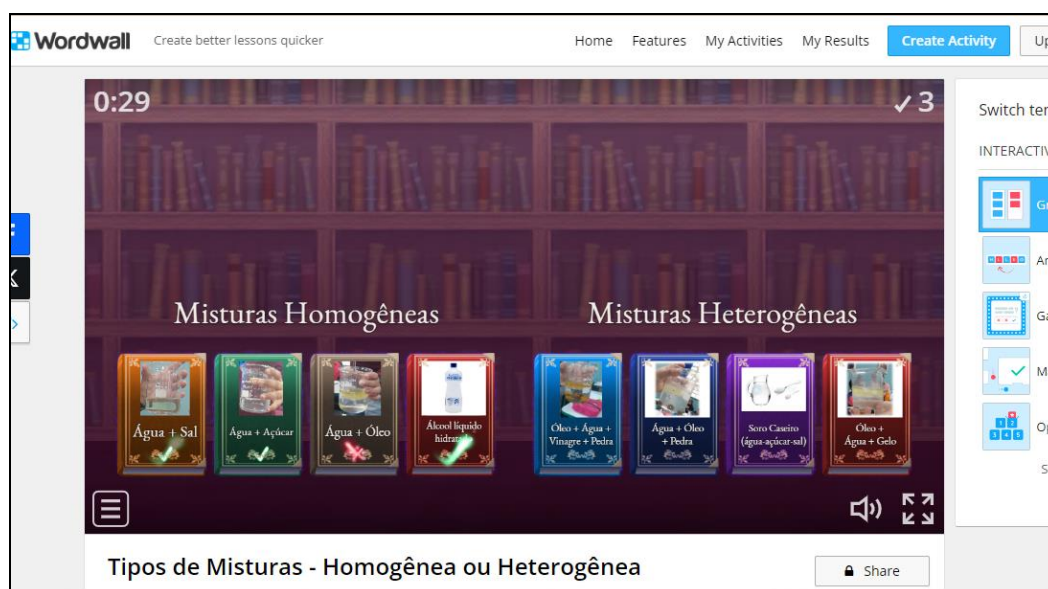 Wordwall
Create better lessons quicker
Home
Features
My Activities
My Results
Create Activity
0:29
3
Switch
INTERACTIV
Misturas Homogêneas
Misturas Heterogêneas
Água + Sal
Água + Açúcar
Água + Óleo
Álcool líquido
Óleo + Água +
Vinagre + Pedra
Água + Óleo
+ Pedra
Soro Caseiro
(água-açúcar-sal)
Óleo +
Água + Gelo
Tipos de Misturas - Homogênea ou Heterogênea
Share